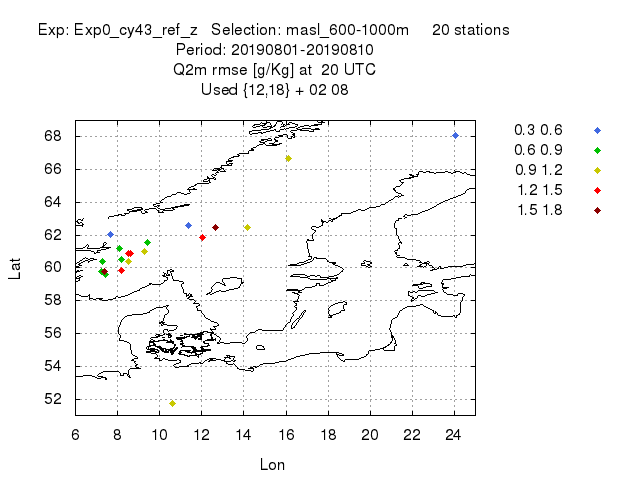 Exp: Exp0_cy43_ref_z   Selection: masl_600-1000m     20 stations
Period: 20190801-20190810
Q2m rmse [g/Kg] at  20 UTC
Used {12,18} + 02 08
0.3 0.6
0.6 0.9
0.9 1.2
1.2 1.5
1.5 1.8
68
66
64
62
60
58
56
54
52
Lat
6 8 10 12 14 16 18 20 22 24
Lon